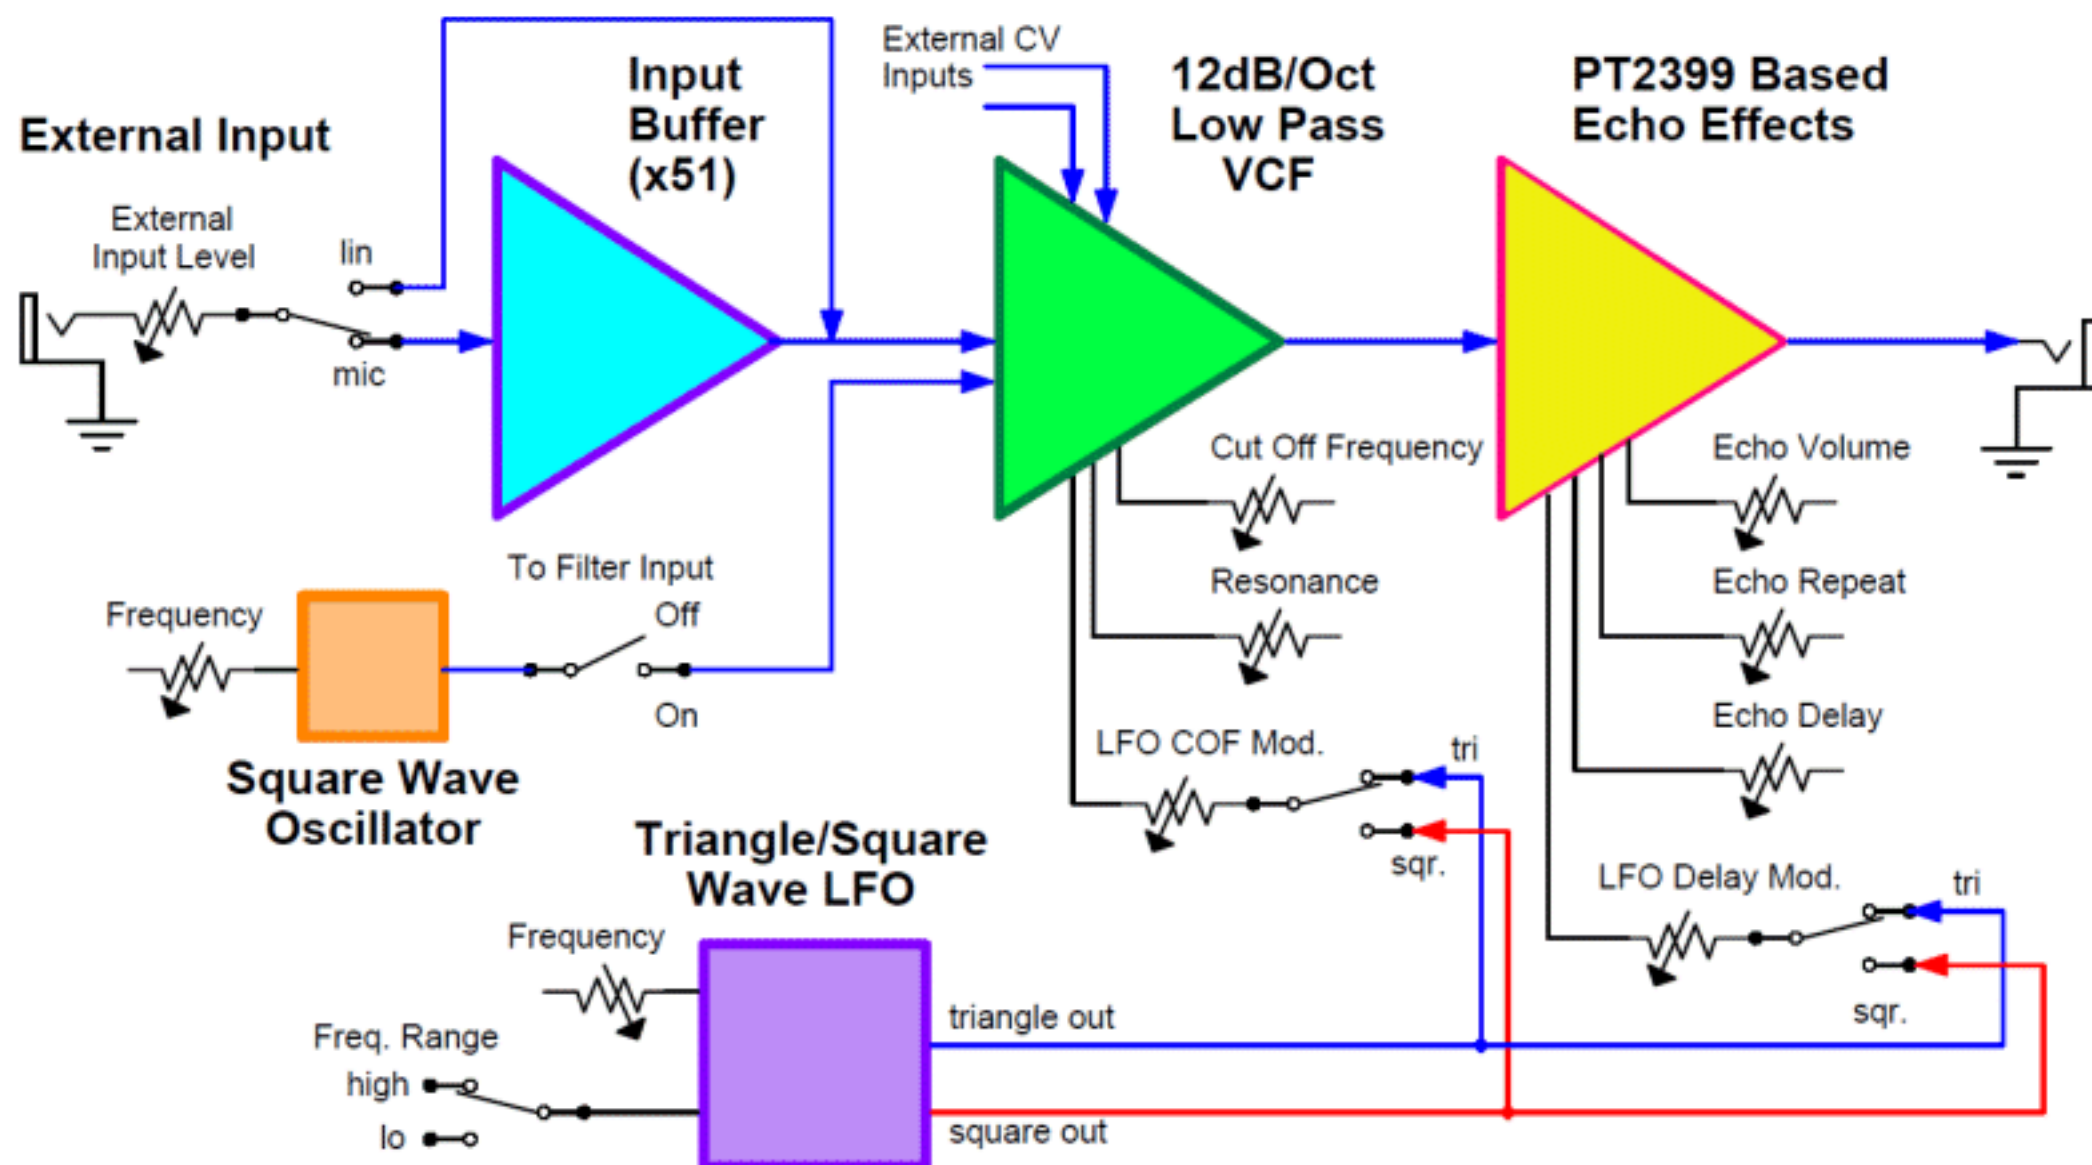 External CV
Inputs
Input
Buffer
(x51)
12dB/Oct
Low Pass
VCF
PT2399 Based
Echo Effects
External Input
External
Input Level
lin
mic
Cut Off Frequency
Resonance
Echo Volume
Echo Repeat
Echo Delay
To Filter Input
Off
On
Frequency
Square Wave
Oscillator
LFO COF Mod.
tri
sqr.
LFO Delay Mod.
tri
sqr.
Triangle/Square
Wave LFO
Frequency
Freq. Range
high
lo
triangle out
square out